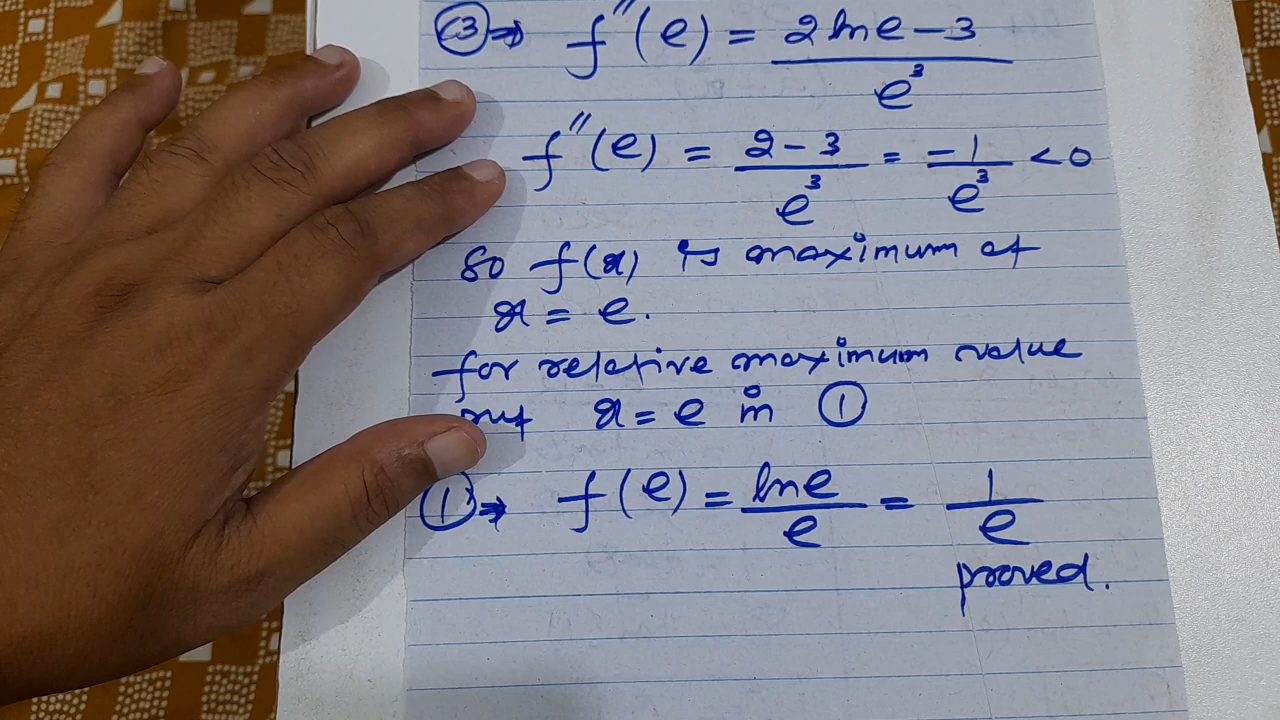 ③⇒ f''(e) = (2lne-3)/e³
f''(e) = (2-3)/e³ = -1/e³ <0
So f(x) is maximum at
x = e.
for relative maximum value
put x = e in ①
①⇒ f(e) = lne/e = 1/e
proved.